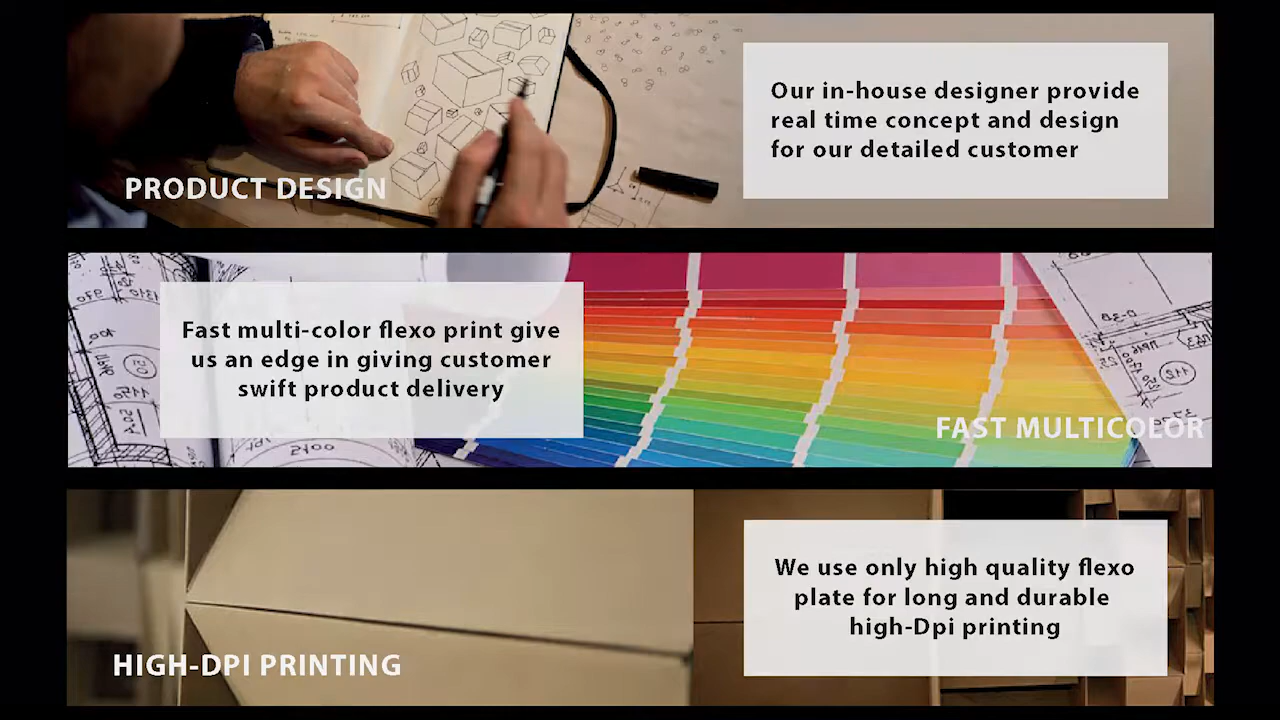 Our in-house designer provide
real time concept and design
for our detailed customer
PRODUCT DESIGN
Fast multi-color flexo print give
us an edge in giving customer
swift product delivery
FAST MULTICOLOR
We use only high quality flexo
plate for long and durable
high-Dpi printing
HIGH-DPI PRINTING